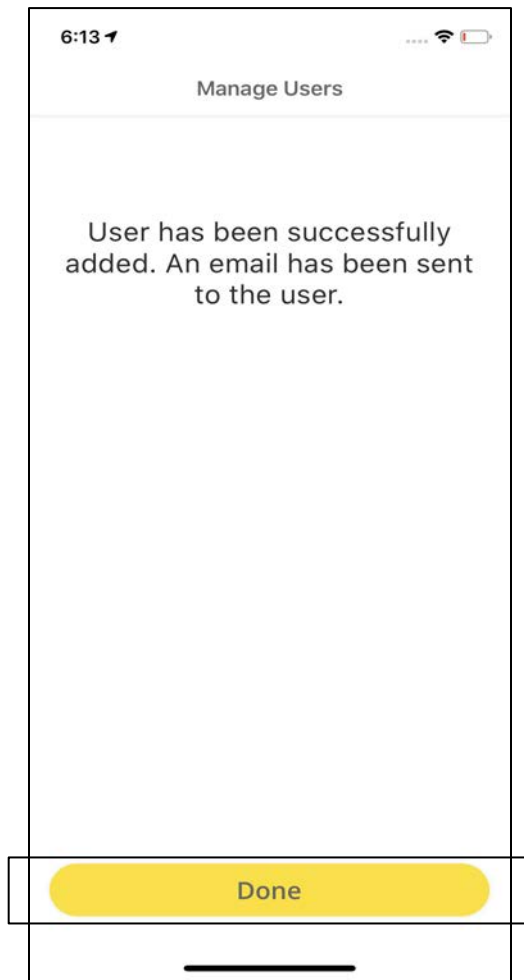 6:13
Manage Users
User has been successfully
added. An email has been sent
to the user.
Done